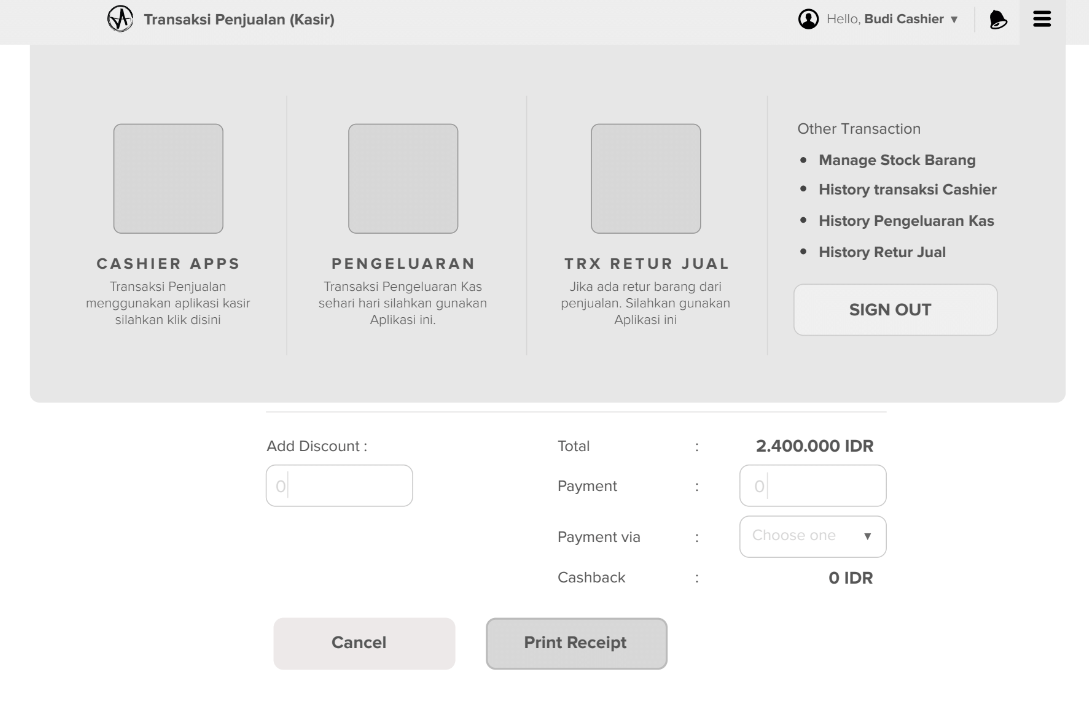 Transaksi Penjualan (Kasir)
Hello, Budi Cashier ▼
CASHIER APPS
Transaksi Penjualan
menggunakan aplikasi kasir
silahkan klik disini
PENGELUARAN
Transaksi Pengeluaran Kas
sehari hari silahkan gunakan
Aplikasi ini.
TRX RETUR JUAL
Jika ada retur barang dari
penjualan. Silahkan gunakan
Aplikasi ini
Other Transaction
• Manage Stock Barang
• History transaksi Cashier
• History Pengeluaran Kas
• History Retur Jual
SIGN OUT
Add Discount :
0
Total : 2.400.000 IDR
Payment : 0
Payment via : Choose one ▼
Cashback : 0 IDR
Cancel
Print Receipt